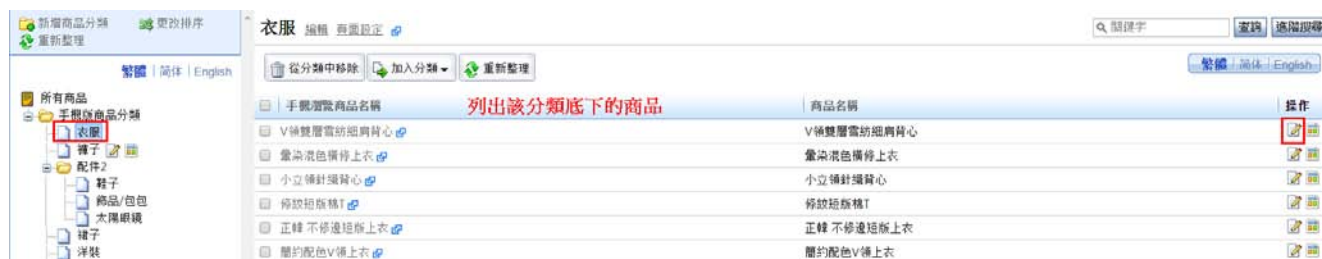 新增商品分類 更改排序
重新整理
繁體 | 简体 | English
所有商品
手機版商品分類
衣服
褲子
配件2
鞋子
飾品/包包
太陽眼鏡
裙子
洋裝
衣服 編輯 頁面設定
關鍵字 查詢 進階搜尋
從分類中移除 加入分類 重新整理
繁體 | 简体 | English
手機瀏覽商品名稱 列出該分類底下的商品 商品名稱 操作
V領雙層雪紡細肩背心 V領雙層雪紡細肩背心
暈染混色橫修上衣 暈染混色橫修上衣
小立領針織背心 小立領針織背心
修紋短版棉T 修紋短版棉T
正韓 不修邊短版上衣 正韓 不修邊短版上衣
簡約配色V領上衣 簡約配色V領上衣